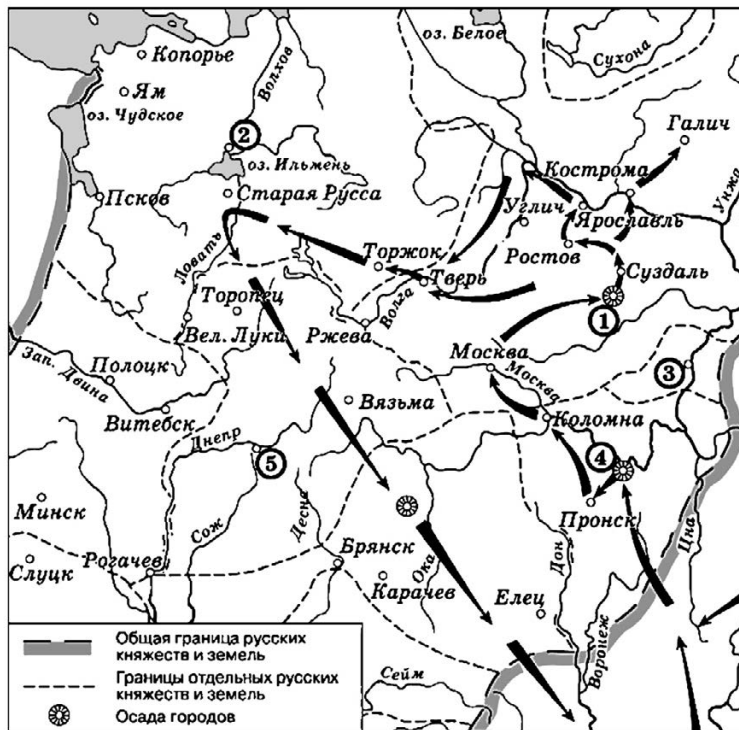 оз. Белое
Сухона
Копорье
Волхов
Ям
оз. Чудское
Галич
2
оз. Ильмень
Кострома
Унжа
Псков
Старая Русса
Углич
Ярославль
Ловать
Торжок
Ростов
Тверь
Суздаль
Торопец
Волга
1
Вел. Луки
Ржева
Зап. Двина
Москва
Москва
3
Полоцк
Вязьма
Коломна
Витебск
Днепр
4
5
Минск
Сож
Десна
Пронск
Цна
Слуцк
Рогачев
Брянск
Ока
Дон
Карачев
Елец
Воронеж
Сейм
Общая граница русских
княжеств и земель
Границы отдельных русских
княжеств и земель
Осада городов